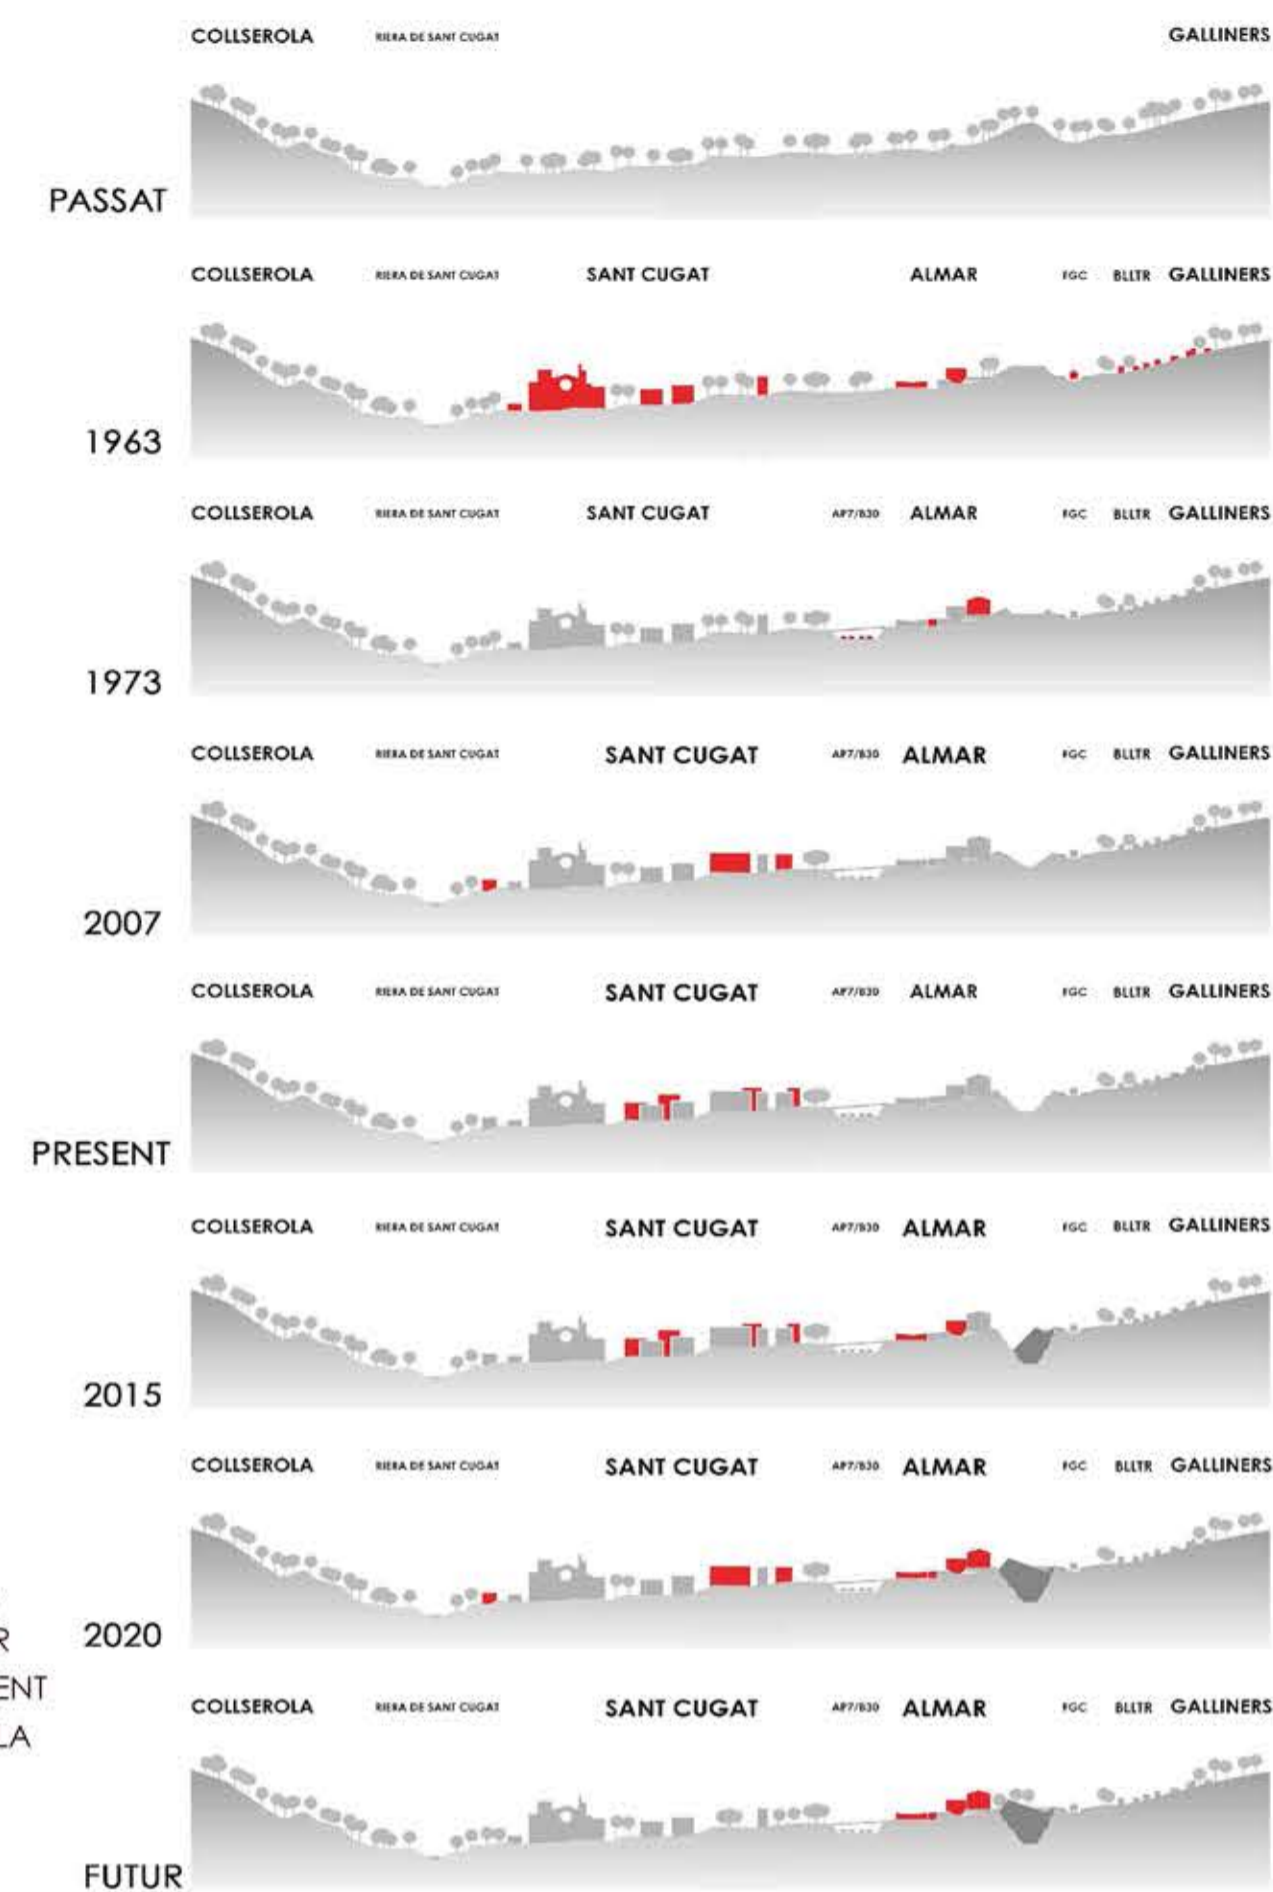 COLLSEROLA RIERA DE SANT CUGAT GALLINERS
PASSAT
COLLSEROLA RIERA DE SANT CUGAT SANT CUGAT ALMAR FGC BLLTR GALLINERS
1963
COLLSEROLA RIERA DE SANT CUGAT SANT CUGAT AP7/B30 ALMAR FGC BLLTR GALLINERS
1973
COLLSEROLA RIERA DE SANT CUGAT SANT CUGAT AP7/B30 ALMAR FGC BLLTR GALLINERS
2007
COLLSEROLA RIERA DE SANT CUGAT SANT CUGAT AP7/B30 ALMAR FGC BLLTR GALLINERS
PRESENT
COLLSEROLA RIERA DE SANT CUGAT SANT CUGAT AP7/B30 ALMAR FGC BLLTR GALLINERS
2015
COLLSEROLA RIERA DE SANT CUGAT SANT CUGAT AP7/B30 ALMAR FGC BLLTR GALLINERS
R 2020
ENT
COLLSEROLA RIERA DE SANT CUGAT SANT CUGAT AP7/B30 ALMAR FGC BLLTR GALLINERS
LA
FUTUR